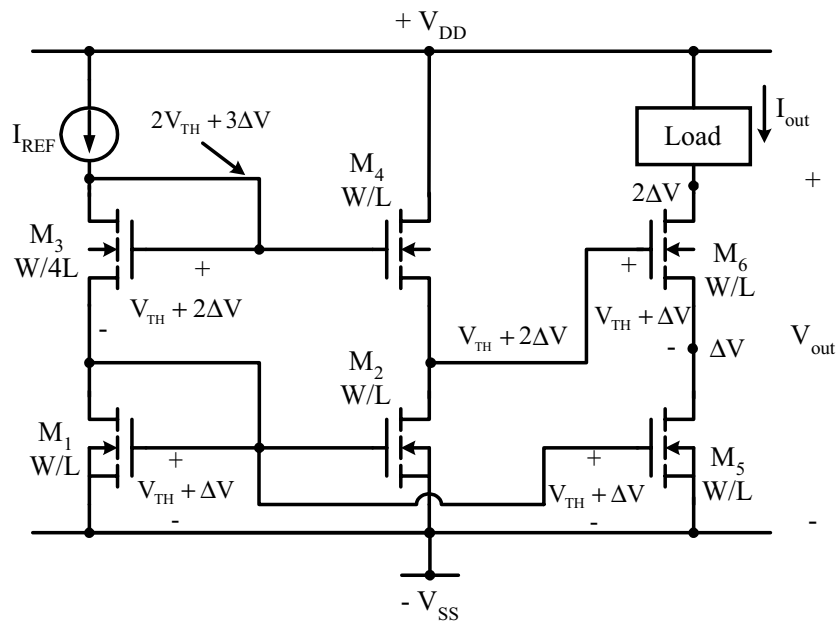 + V_DD
I_REF
2V_TH + 3ΔV
M_4
W/L
Load
I_out
+
2ΔV
M_3
W/4L
+
V_TH + 2ΔV
-
+
M_6
W/L
V_TH + 2ΔV
V_TH + ΔV
-
ΔV
V_out
M_2
W/L
M_1
W/L
+
V_TH + ΔV
-
+
V_TH + ΔV
-
M_5
W/L
-
- V_SS